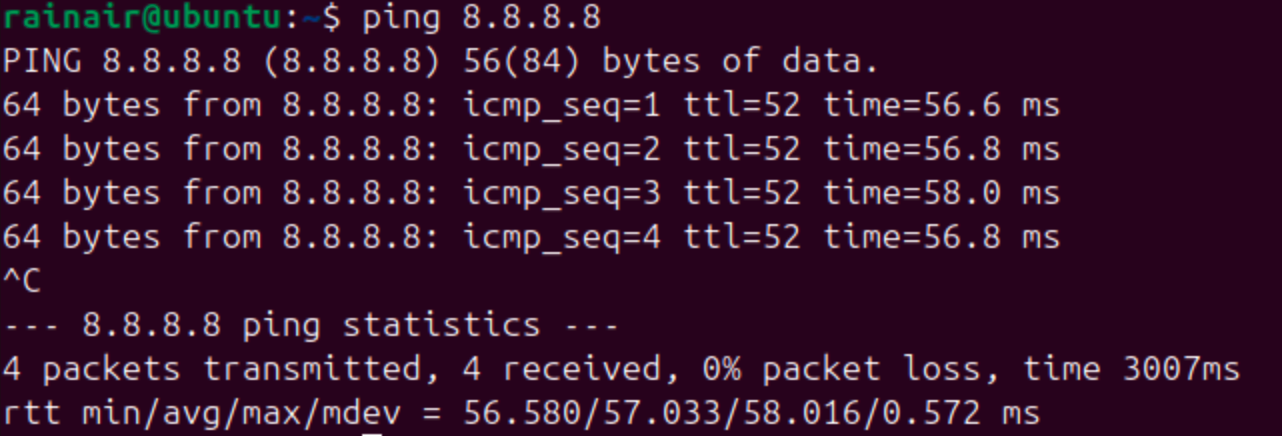 rainair@ubuntu:~$ ping 8.8.8.8
PING 8.8.8.8 (8.8.8.8) 56(84) bytes of data.
64 bytes from 8.8.8.8: icmp_seq=1 ttl=52 time=56.6 ms
64 bytes from 8.8.8.8: icmp_seq=2 ttl=52 time=56.8 ms
64 bytes from 8.8.8.8: icmp_seq=3 ttl=52 time=58.0 ms
64 bytes from 8.8.8.8: icmp_seq=4 ttl=52 time=56.8 ms
^C
--- 8.8.8.8 ping statistics ---
4 packets transmitted, 4 received, 0% packet loss, time 3007ms
rtt min/avg/max/mdev = 56.580/57.033/58.016/0.572 ms